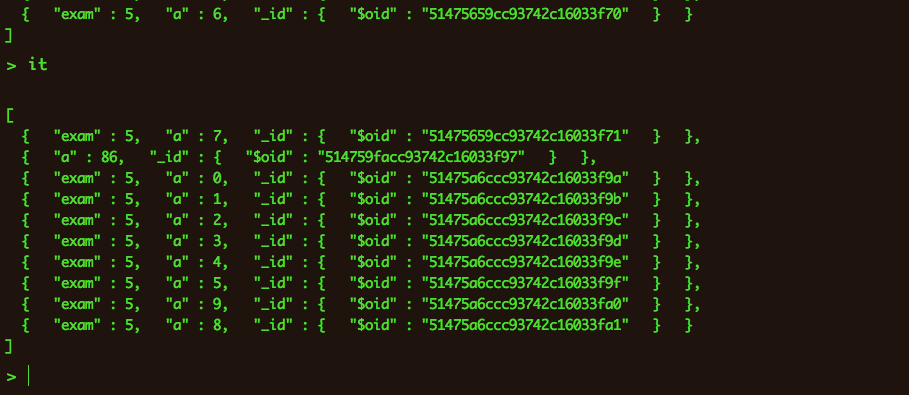 { "exam" : 5, "a" : 6, "_id" : { "$oid" : "51475659cc93742c16033f70" } }
]
> it
[
{ "exam" : 5, "a" : 7, "_id" : { "$oid" : "51475659cc93742c16033f71" } },
{ "a" : 86, "_id" : { "$oid" : "514759facc93742c16033f97" } },
{ "exam" : 5, "a" : 0, "_id" : { "$oid" : "51475a6ccc93742c16033f9a" } },
{ "exam" : 5, "a" : 1, "_id" : { "$oid" : "51475a6ccc93742c16033f9b" } },
{ "exam" : 5, "a" : 2, "_id" : { "$oid" : "51475a6ccc93742c16033f9c" } },
{ "exam" : 5, "a" : 3, "_id" : { "$oid" : "51475a6ccc93742c16033f9d" } },
{ "exam" : 5, "a" : 4, "_id" : { "$oid" : "51475a6ccc93742c16033f9e" } },
{ "exam" : 5, "a" : 5, "_id" : { "$oid" : "51475a6ccc93742c16033f9f" } },
{ "exam" : 5, "a" : 9, "_id" : { "$oid" : "51475a6ccc93742c16033fa0" } },
{ "exam" : 5, "a" : 8, "_id" : { "$oid" : "51475a6ccc93742c16033fa1" } }
]
>